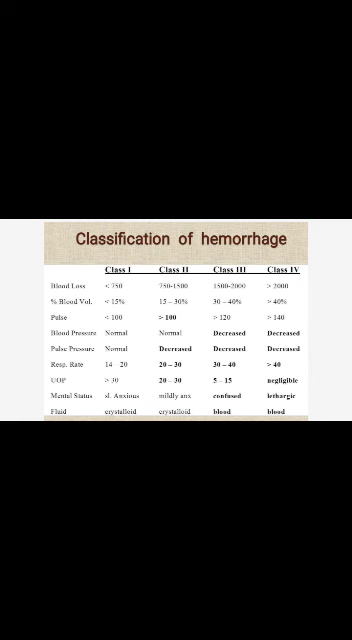 Classification of hemorrhage
Class I Class II Class III Class IV
Blood Loss < 750 750-1500 1500-2000 > 2000
% Blood Vol. < 15% 15 – 30% 30 – 40% > 40%
Pulse < 100 > 100 > 120 > 140
Blood Pressure Normal Normal Decreased Decreased
Pulse Pressure Normal Decreased Decreased Decreased
Resp. Rate 14 – 20 20 – 30 30 – 40 > 40
UOP > 30 20 – 30 5 – 15 negligible
Mental Status sl. Anxious mildly anx confused lethargic
Fluid crystalloid crystalloid blood blood